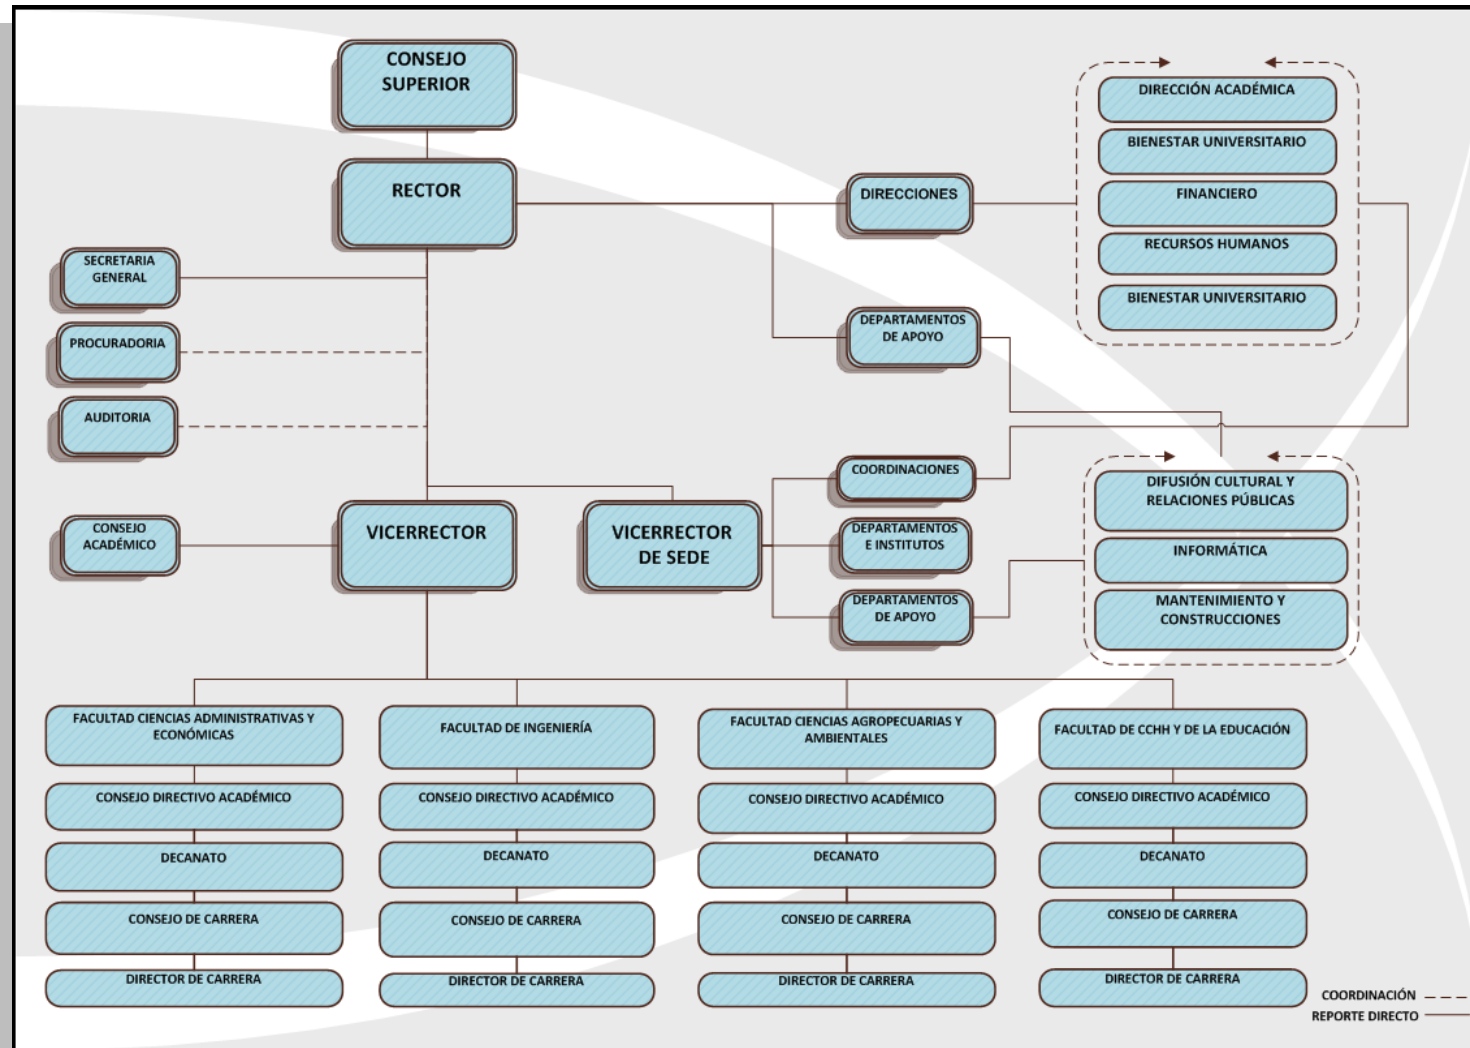 CONSEJO
SUPERIOR
RECTOR
SECRETARIA
GENERAL
PROCURADORIA
AUDITORIA
CONSEJO
ACADÉMICO
VICERRECTOR
VICERRECTOR
DE SEDE
DIRECCIONES
DEPARTAMENTOS
DE APOYO
COORDINACIONES
DEPARTAMENTOS
E INSTITUTOS
DEPARTAMENTOS
DE APOYO
DIRECCIÓN ACADÉMICA
BIENESTAR UNIVERSITARIO
FINANCIERO
RECURSOS HUMANOS
BIENESTAR UNIVERSITARIO
DIFUSIÓN CULTURAL Y
RELACIONES PÚBLICAS
INFORMÁTICA
MANTENIMIENTO Y
CONSTRUCCIONES
FACULTAD CIENCIAS ADMINISTRATIVAS Y
ECONÓMICAS
CONSEJO DIRECTIVO ACADÉMICO
DECANATO
CONSEJO DE CARRERA
DIRECTOR DE CARRERA
FACULTAD DE INGENIERÍA
CONSEJO DIRECTIVO ACADÉMICO
DECANATO
CONSEJO DE CARRERA
DIRECTOR DE CARRERA
FACULTAD CIENCIAS AGROPECUARIAS Y
AMBIENTALES
CONSEJO DIRECTIVO ACADÉMICO
DECANATO
CONSEJO DE CARRERA
DIRECTOR DE CARRERA
FACULTAD DE CCHH Y DE LA EDUCACIÓN
CONSEJO DIRECTIVO ACADÉMICO
DECANATO
CONSEJO DE CARRERA
DIRECTOR DE CARRERA
COORDINACIÓN
REPORTE DIRECTO